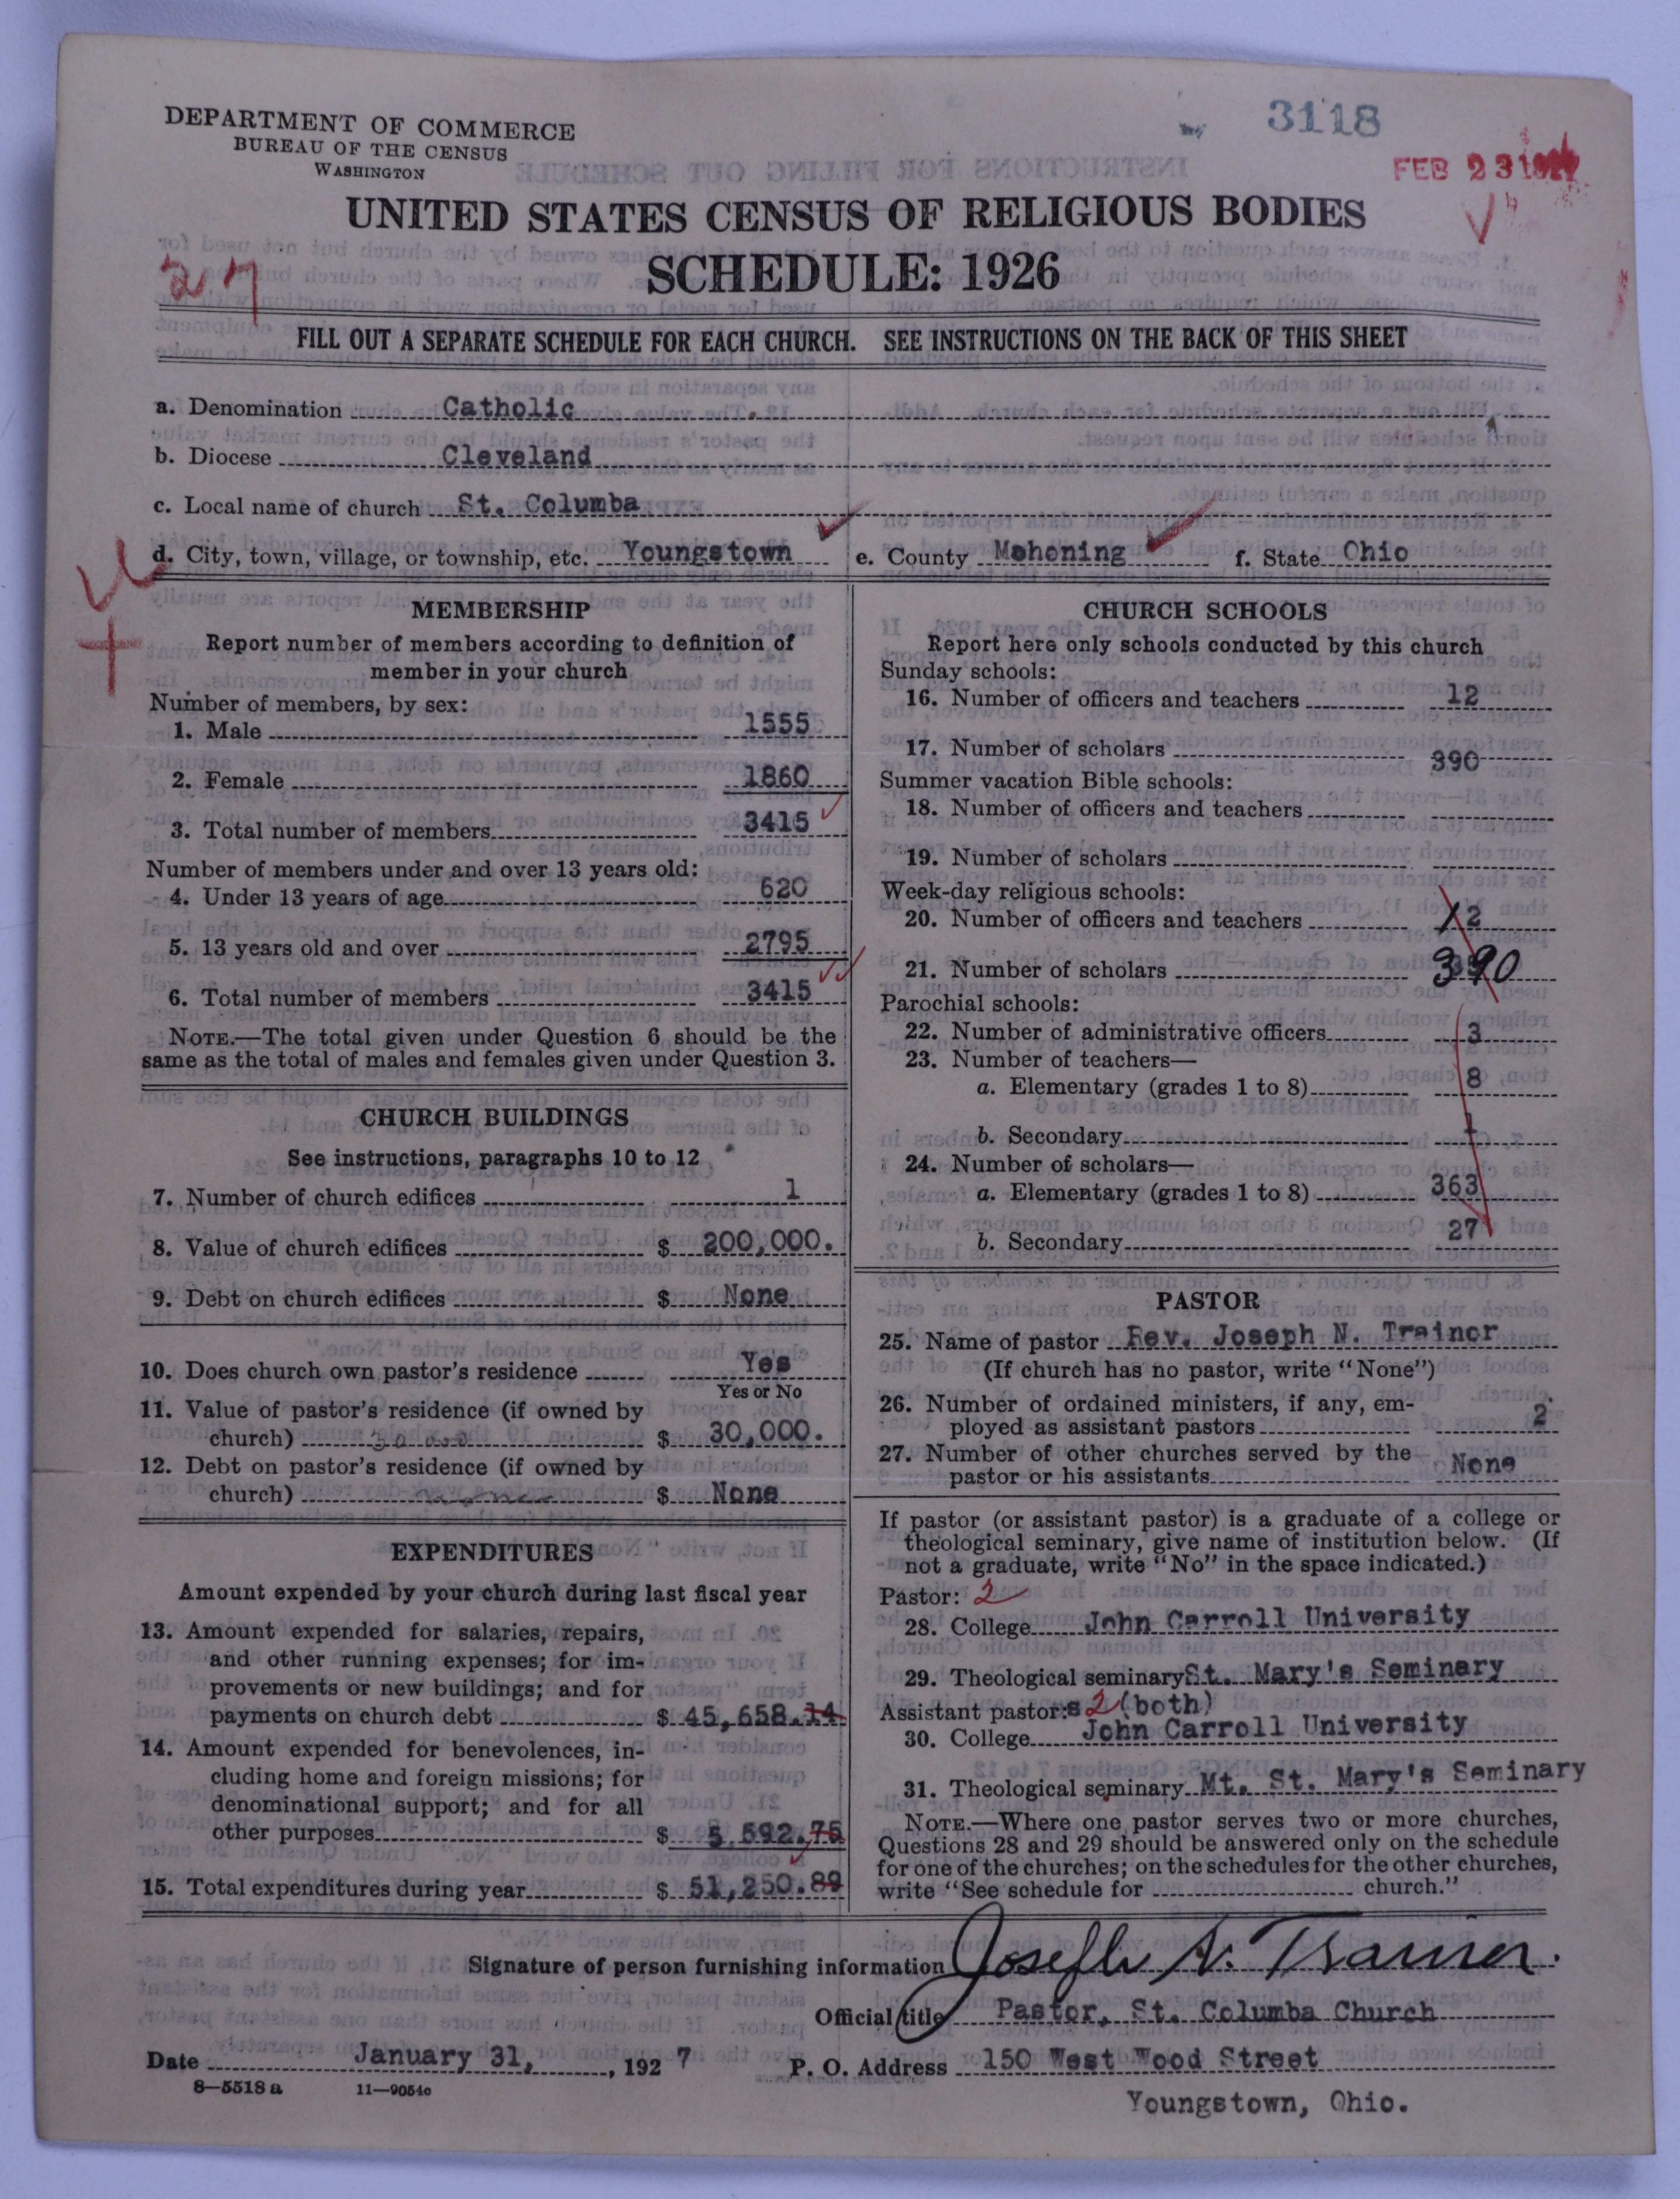 DEPARTMENT OF COMMERCE
BUREAU OF THE CENSUS
WASHINGTON
3118
FEB 23
UNITED STATES CENSUS OF RELIGIOUS BODIES
SCHEDULE: 1926
27
FILL OUT A SEPARATE SCHEDULE FOR EACH CHURCH. SEE INSTRUCTIONS ON THE BACK OF THIS SHEET
a. Denomination Catholic
b. Diocese Cleveland
c. Local name of church St. Columba
d. City, town, village, or township, etc. Youngstown e. County Mahoning f. State Ohio
MEMBERSHIP
Report number of members according to definition of
member in your church
Number of members, by sex:
1. Male 1555
2. Female 1860
3. Total number of members 3415
Number of members under and over 13 years old:
4. Under 13 years of age 620
5. 13 years old and over 2795
6. Total number of members 3415
NOTE.—The total given under Question 6 should be the
same as the total of males and females given under Question 3.
CHURCH BUILDINGS
See instructions, paragraphs 10 to 12
7. Number of church edifices 1
8. Value of church edifices $ 200,000.
9. Debt on church edifices $ None
10. Does church own pastor's residence Yes
Yes or No
11. Value of pastor's residence (if owned by
church) $ 30,000.
12. Debt on pastor's residence (if owned by
church) $ None
EXPENDITURES
Amount expended by your church during last fiscal year
13. Amount expended for salaries, repairs,
and other running expenses; for im-
provements or new buildings; and for
payments on church debt $ 45,658.14
14. Amount expended for benevolences, in-
cluding home and foreign missions; for
denominational support; and for all
other purposes $ 5,592.75
15. Total expenditures during year $ 51,250.89
CHURCH SCHOOLS
Report here only schools conducted by this church
Sunday schools:
16. Number of officers and teachers 12
17. Number of scholars 390
Summer vacation Bible schools:
18. Number of officers and teachers
19. Number of scholars
Week-day religious schools:
20. Number of officers and teachers 12
21. Number of scholars 390
Parochial schools:
22. Number of administrative officers 3
23. Number of teachers—
a. Elementary (grades 1 to 8) 8
b. Secondary 1
24. Number of scholars—
a. Elementary (grades 1 to 8) 363
b. Secondary 27
PASTOR
25. Name of pastor Rev. Joseph N. Trainor
(If church has no pastor, write "None")
26. Number of ordained ministers, if any, em-
ployed as assistant pastors 2
27. Number of other churches served by the
pastor or his assistants None
If pastor (or assistant pastor) is a graduate of a college or
theological seminary, give name of institution below. (If
not a graduate, write "No" in the space indicated.)
Pastor: 2
28. College John Carroll University
29. Theological seminary St. Mary's Seminary
Assistant pastor:s 2 (both)
30. College John Carroll University
31. Theological seminary Mt. St. Mary's Seminary
NOTE.—Where one pastor serves two or more churches,
Questions 28 and 29 should be answered only on the schedule
for one of the churches; on the schedules for the other churches,
write "See schedule for church."
Signature of person furnishing information Joseph N. Trainor.
Official title Pastor, St. Columba Church
Date January 31, 1927 P. O. Address 150 West Wood Street
8—5518 a 11—9054c
Youngstown, Ohio.